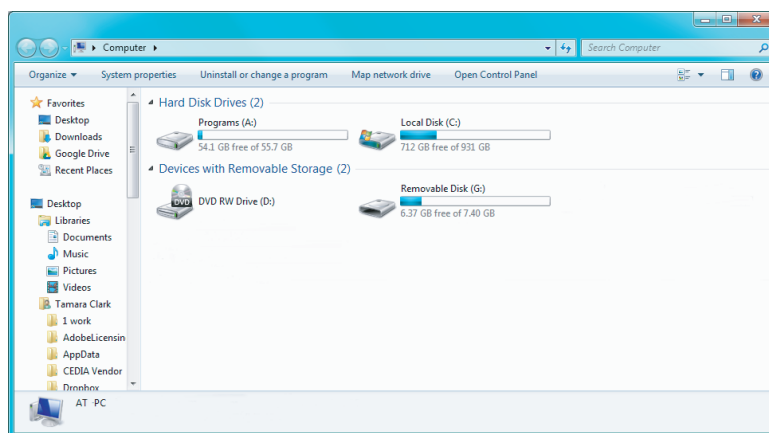 Computer
Search Computer
Organize
System properties
Uninstall or change a program
Map network drive
Open Control Panel
Favorites
Desktop
Downloads
Google Drive
Recent Places
Desktop
Libraries
Documents
Music
Pictures
Videos
Tamara Clark
1 work
AdobeLicensin
AppData
CEDIA Vendor
Dropbox
Hard Disk Drives (2)
Programs (A:)
54.1 GB free of 55.7 GB
Local Disk (C:)
712 GB free of 931 GB
Devices with Removable Storage (2)
DVD
DVD RW Drive (D:)
Removable Disk (G:)
6.37 GB free of 7.40 GB
AT -PC